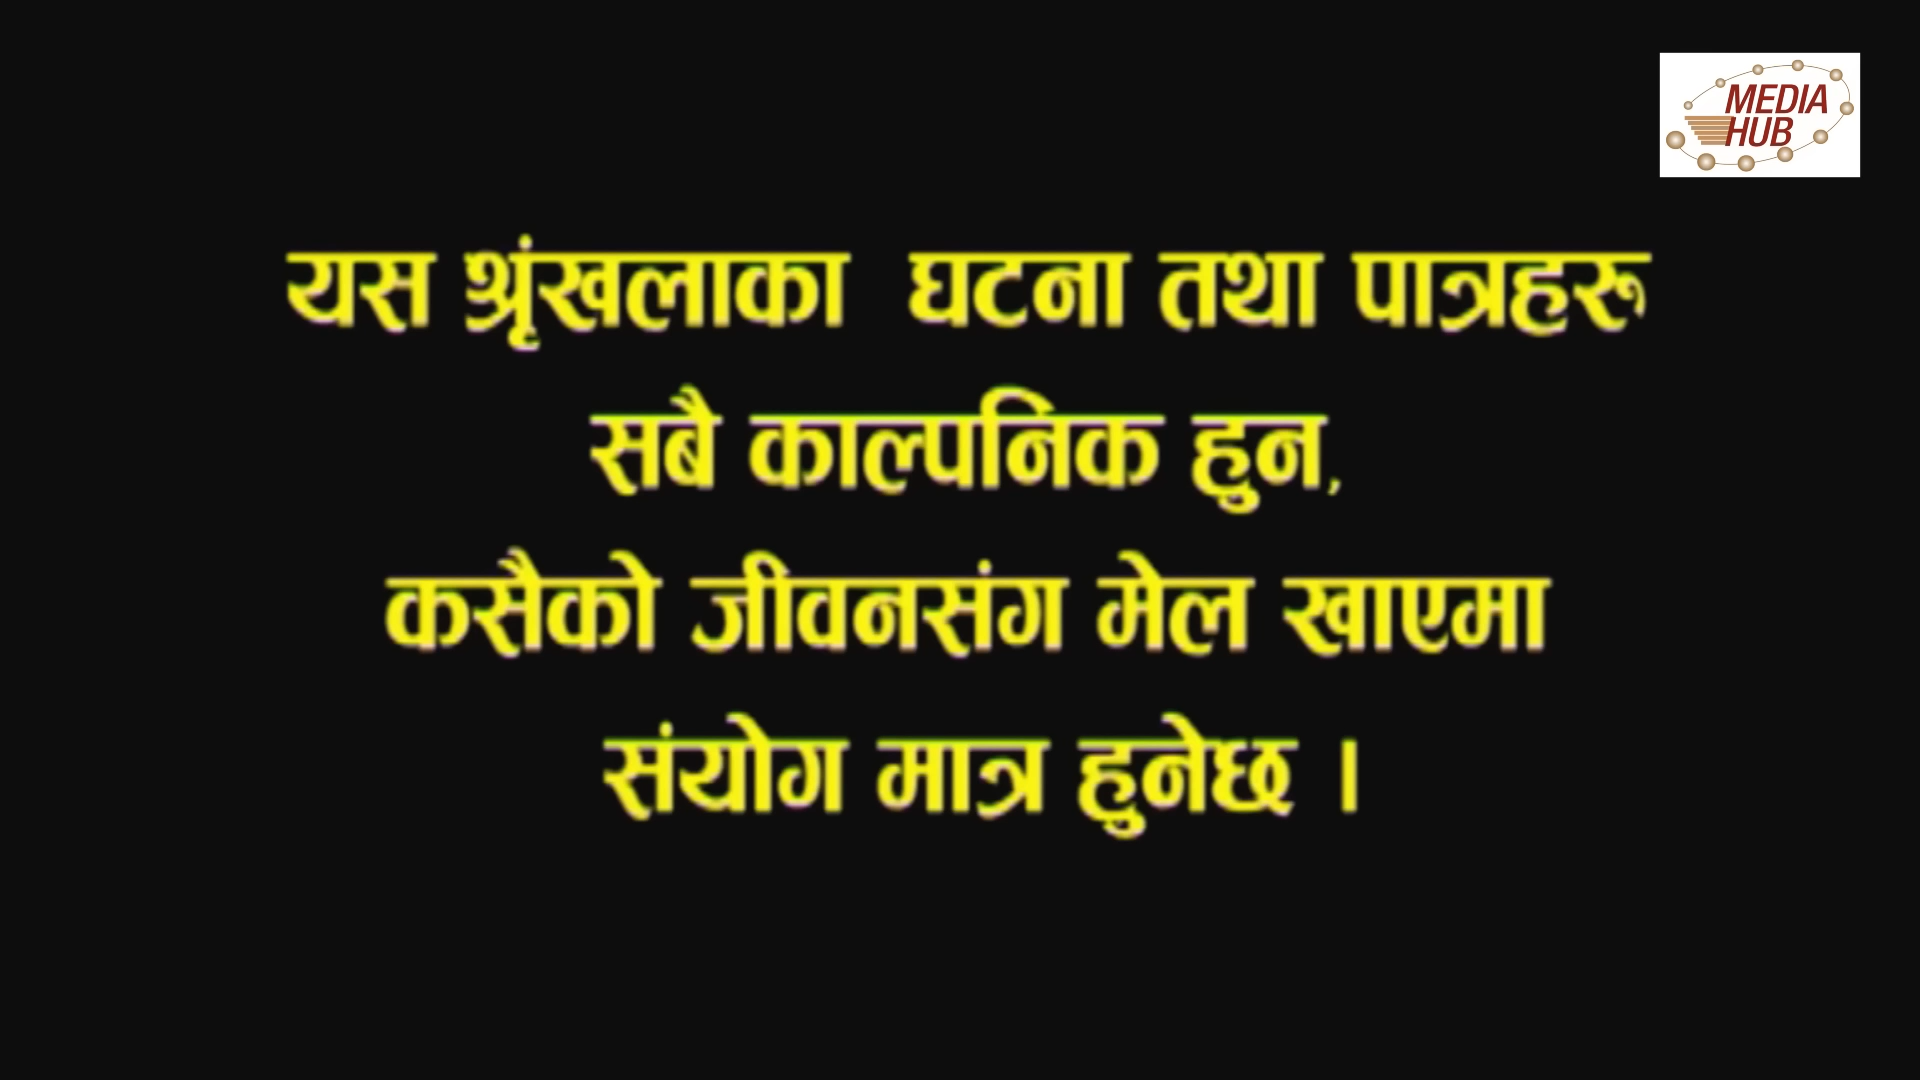 MEDIA
HUB
यस श्रृंखलाका घटना तथा पात्रहरू
सबै काल्पनिक हुन,
कसैको जीवनसंग मेल खाएमा
संयोग मात्र हुनेछ ।